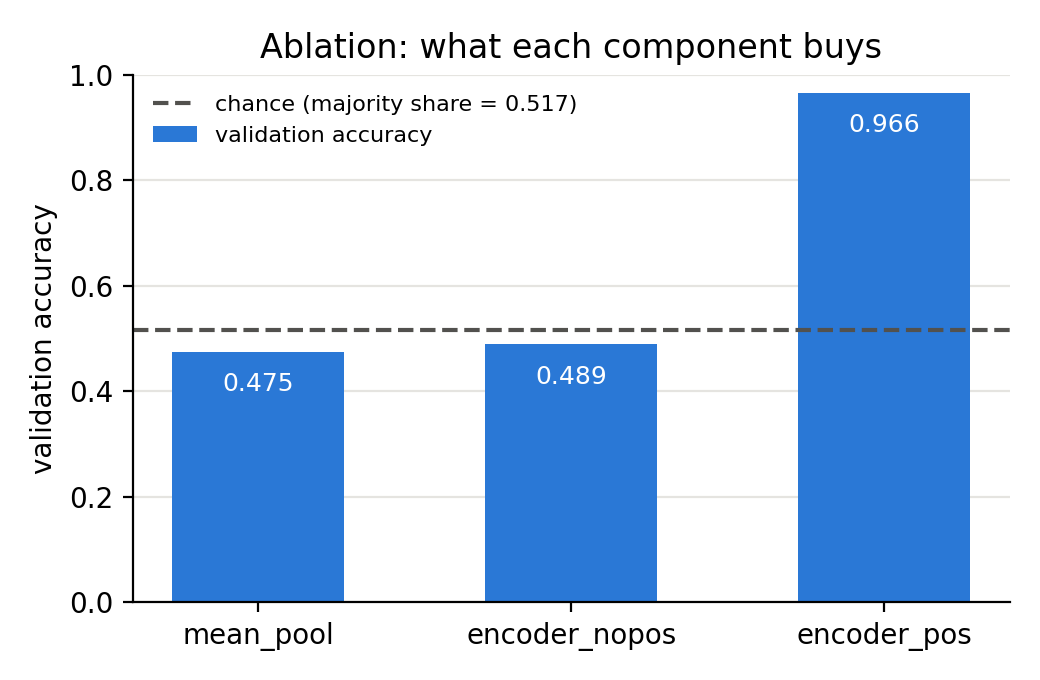 Ablation: what each component buys
chance (majority share = 0.517)
validation accuracy
validation accuracy
1.0
0.8
0.6
0.4
0.2
0.0
0.475
0.489
0.966
mean_pool
encoder_nopos
encoder_pos